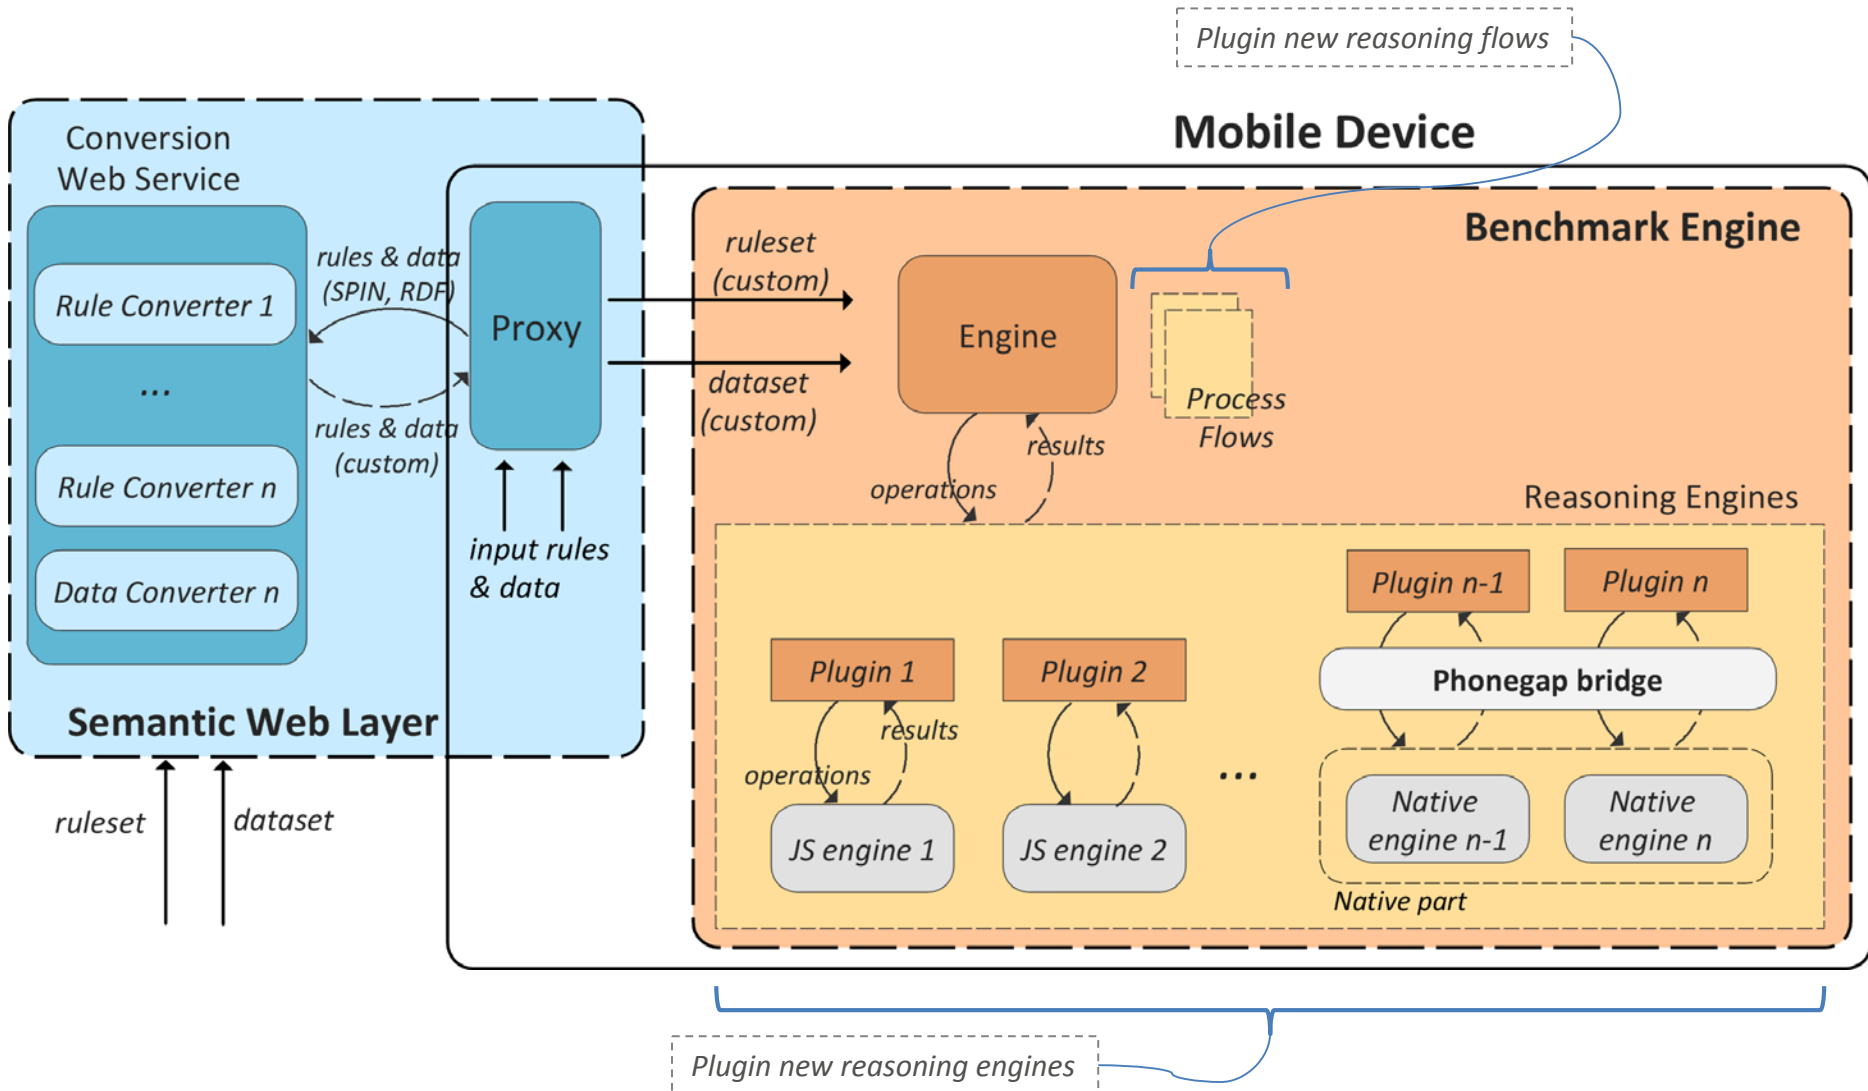 Plugin new reasoning flows
Mobile Device
Conversion
Web Service
Rule Converter 1
...
Rule Converter n
Data Converter n
rules & data
(SPIN, RDF)
rules & data
(custom)
Proxy
input rules
& data
Semantic Web Layer
ruleset
dataset
ruleset
(custom)
dataset
(custom)
Benchmark Engine
Engine
Process
Flows
operations
results
Reasoning Engines
Plugin 1
operations
results
JS engine 1
Plugin 2
JS engine 2
...
Plugin n-1
Plugin n
Phonegap bridge
Native
engine n-1
Native
engine n
Native part
Plugin new reasoning engines